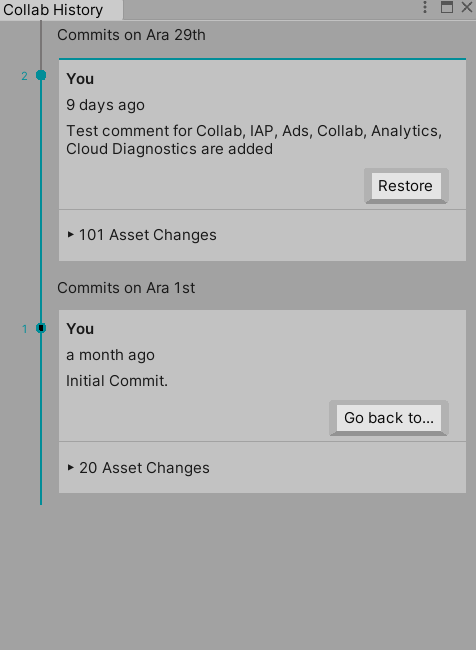 Collab History
Commits on Ara 29th
2
You
9 days ago
Test comment for Collab, IAP, Ads, Collab, Analytics,
Cloud Diagnostics are added
Restore
101 Asset Changes
Commits on Ara 1st
1
You
a month ago
Initial Commit.
Go back to...
20 Asset Changes